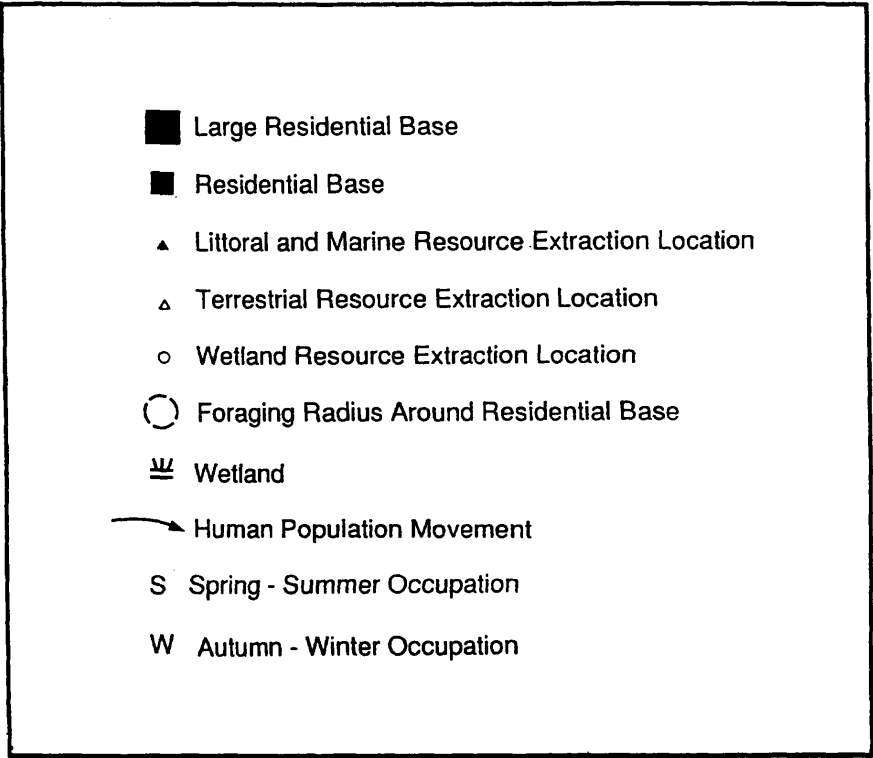 Large Residential Base
Residential Base
Littoral and Marine Resource Extraction Location
Terrestrial Resource Extraction Location
Wetland Resource Extraction Location
Foraging Radius Around Residential Base
Wetland
Human Population Movement
S Spring - Summer Occupation
W Autumn - Winter Occupation